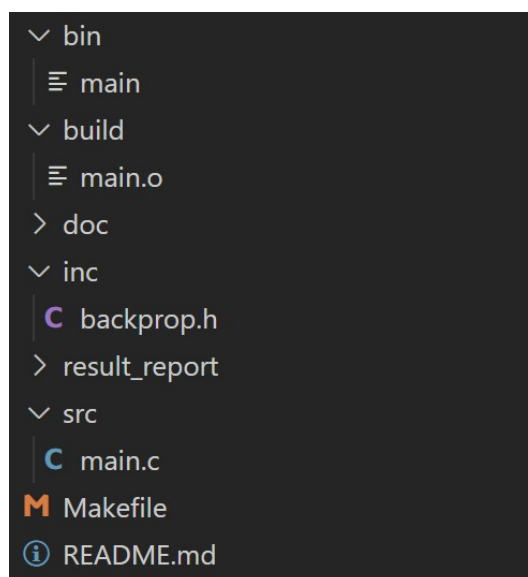 bin
main
build
main.o
doc
inc
C backprop.h
result_report
src
C main.c
M Makefile
README.md